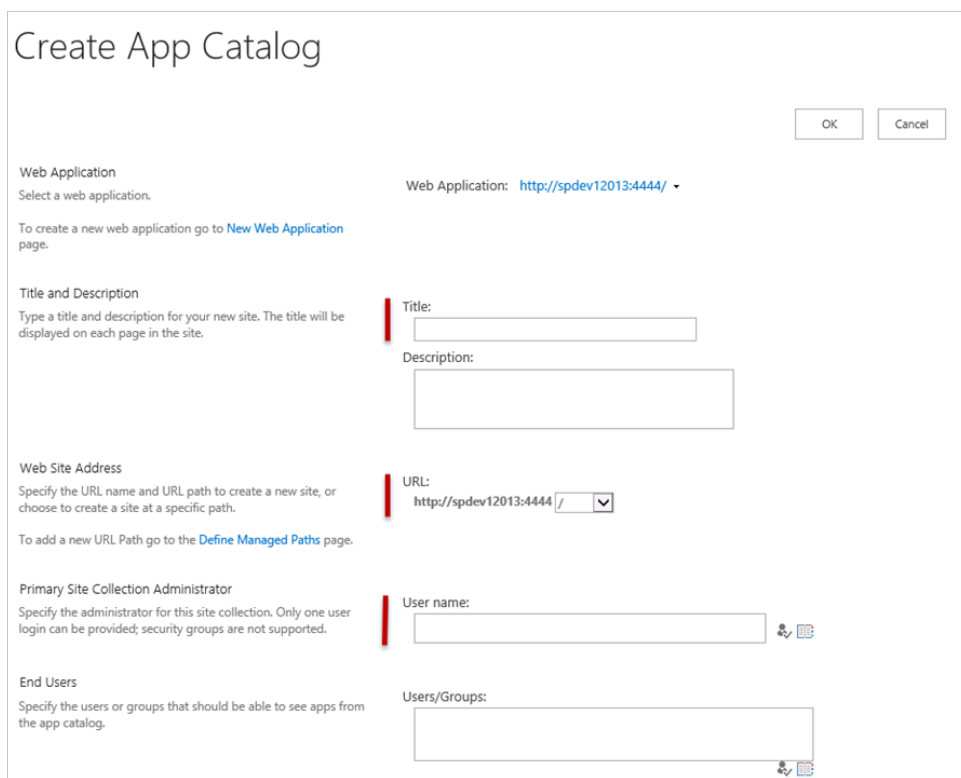 Create App Catalog
OK
Cancel
Web Application
Select a web application.
To create a new web application go to New Web Application
page.
Web Application: http://spdev12013:4444/
Title and Description
Type a title and description for your new site. The title will be
displayed on each page in the site.
Title:
Description:
Web Site Address
Specify the URL name and URL path to create a new site, or
choose to create a site at a specific path.
To add a new URL Path go to the Define Managed Paths page.
URL:
http://spdev12013:4444 /
Primary Site Collection Administrator
Specify the administrator for this site collection. Only one user
login can be provided; security groups are not supported.
User name:
End Users
Specify the users or groups that should be able to see apps from
the app catalog.
Users/Groups: